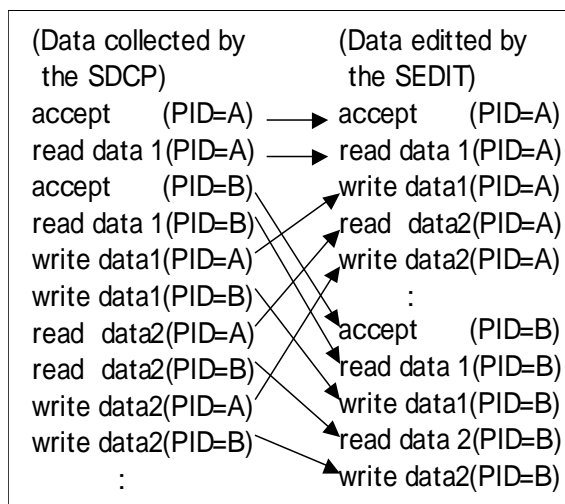 (Data collected by
the SDCP)
accept (PID=A)
read data 1(PID=A)
accept (PID=B)
read data 1(PID=B)
write data1(PID=A)
write data1(PID=B)
read data2(PID=A)
read data2(PID=B)
write data2(PID=A)
write data2(PID=B)
:
(Data editted by
the SEDIT)
accept (PID=A)
read data 1(PID=A)
write data1(PID=A)
read data2(PID=A)
write data2(PID=A)
:
accept (PID=B)
read data 1(PID=B)
write data1(PID=B)
read data 2(PID=B)
write data2(PID=B)